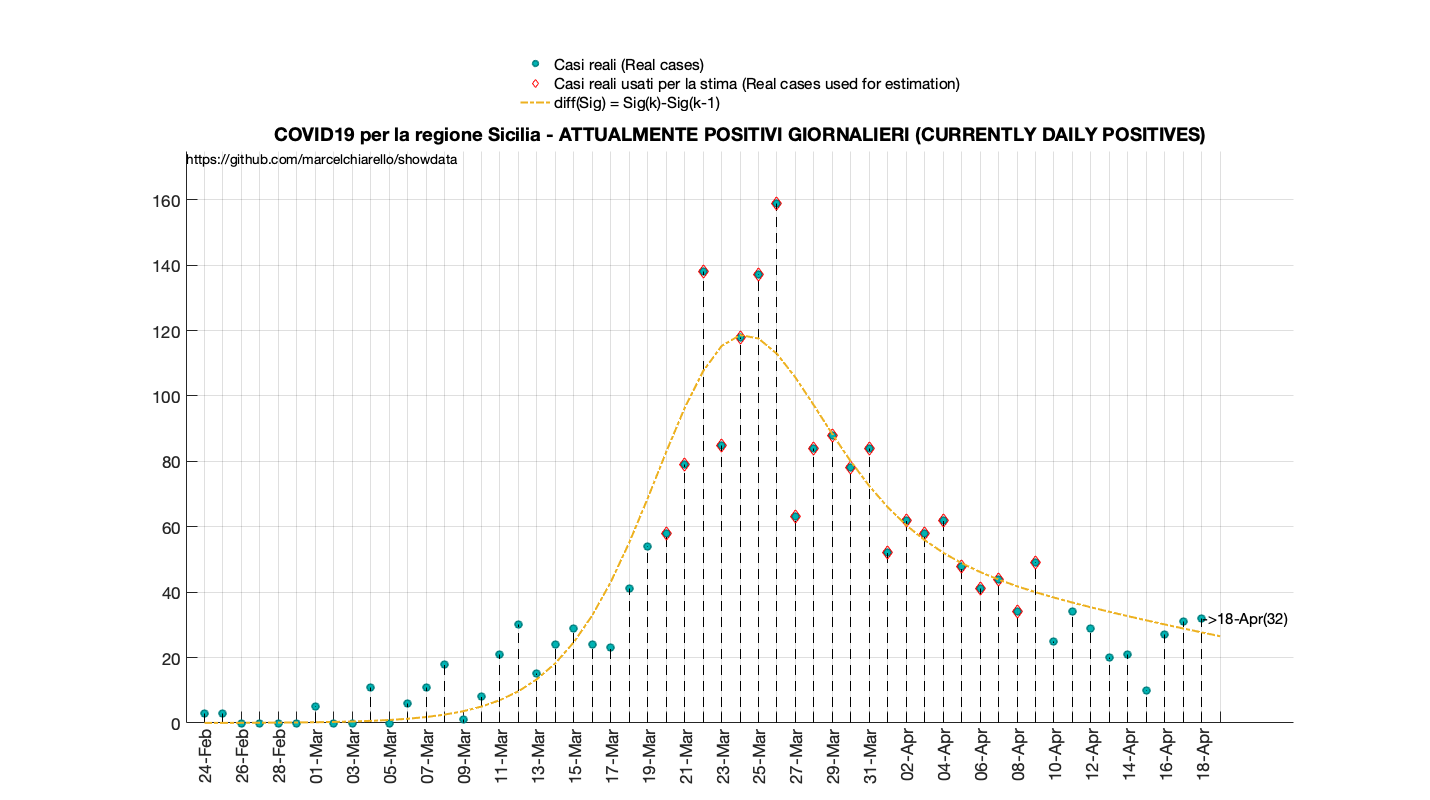 Casi reali (Real cases)
Casi reali usati per la stima (Real cases used for estimation)
diff(Sig) = Sig(k)-Sig(k-1)
COVID19 per la regione Sicilia - ATTUALMENTE POSITIVI GIORNALIERI (CURRENTLY DAILY POSITIVES)
https://github.com/marcelchiarello/showdata
160
140
120
100
80
60
40
20
0
->18-Apr(32)
24-Feb
26-Feb
28-Feb
01-Mar
03-Mar
05-Mar
07-Mar
09-Mar
11-Mar
13-Mar
15-Mar
17-Mar
19-Mar
21-Mar
23-Mar
25-Mar
27-Mar
29-Mar
31-Mar
02-Apr
04-Apr
06-Apr
08-Apr
10-Apr
12-Apr
14-Apr
16-Apr
18-Apr